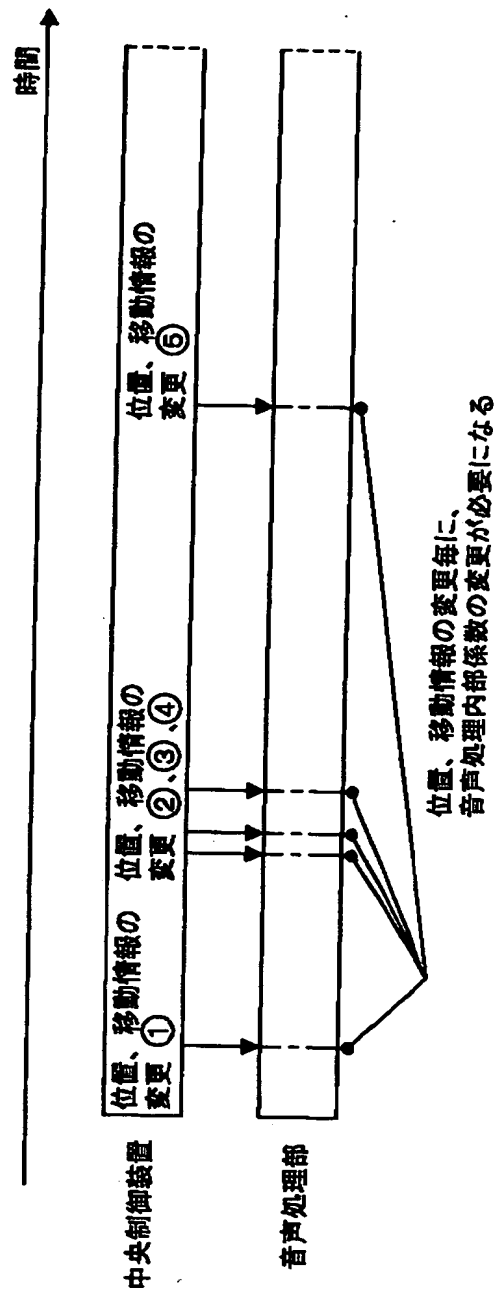 時間
中央制御装置
位置、移動情報の
変更①
位置、移動情報の
変更②、③、④
位置、移動情報の
変更⑤
音声処理部
位置、移動情報の変更毎に、
音声処理内部係数の変更が必要になる